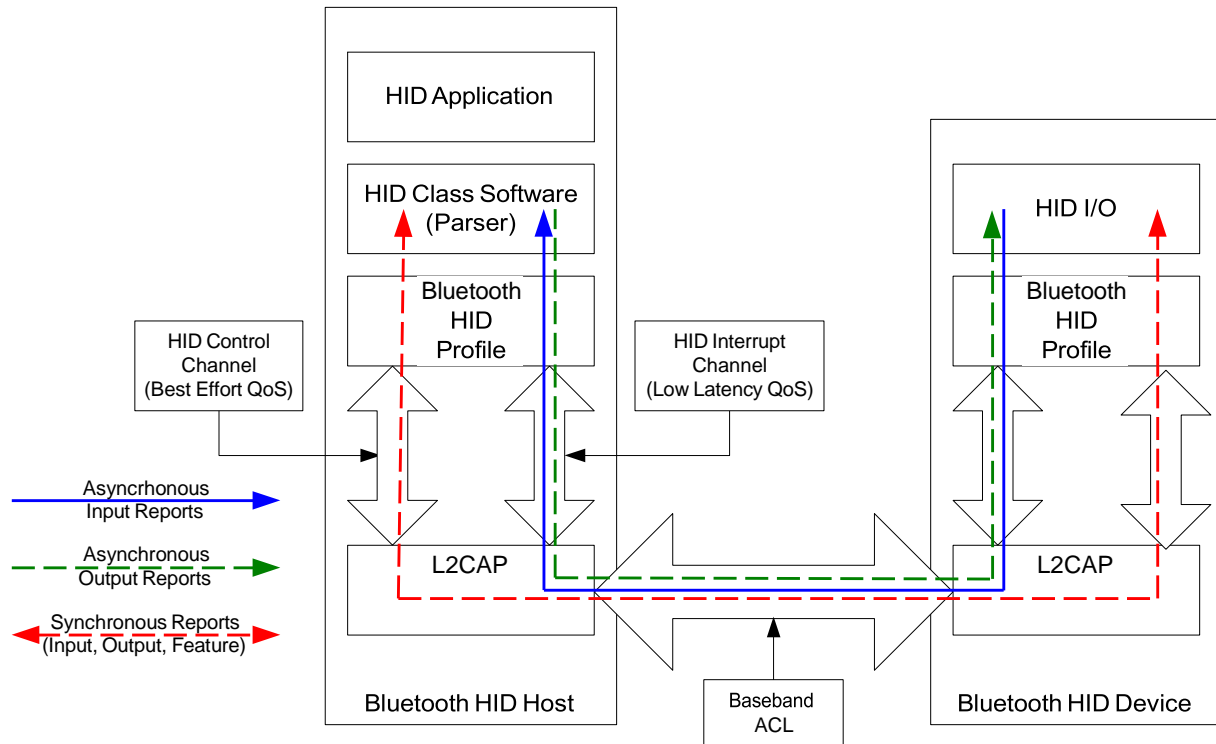 HID Application
HID Class Software
(Parser)
Bluetooth
HID
Profile
L2CAP
Bluetooth HID Host
HID Control
Channel
(Best Effort QoS)
HID Interrupt
Channel
(Low Latency QoS)
HID I/O
Bluetooth
HID
Profile
L2CAP
Bluetooth HID Device
Baseband
ACL
Asyncrhonous
Input Reports
Asynchronous
Output Reports
Synchronous Reports
(Input, Output, Feature)